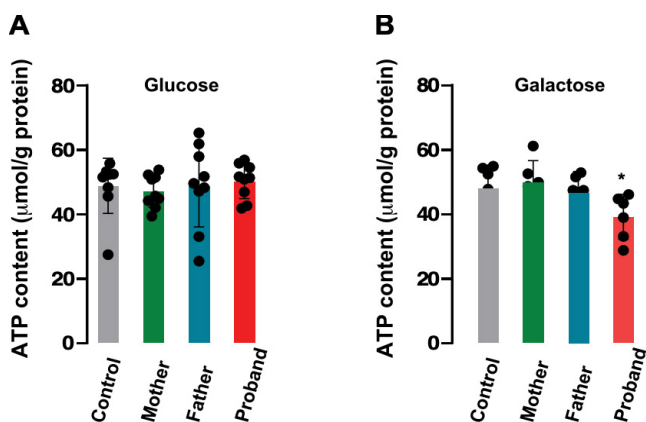 A
Glucose
ATP content (µmol/g protein)
80
60
40
20
0
Control
Mother
Father
Proband
B
Galactose
ATP content (µmol/g protein)
80
60
40
20
0
*
Control
Mother
Father
Proband